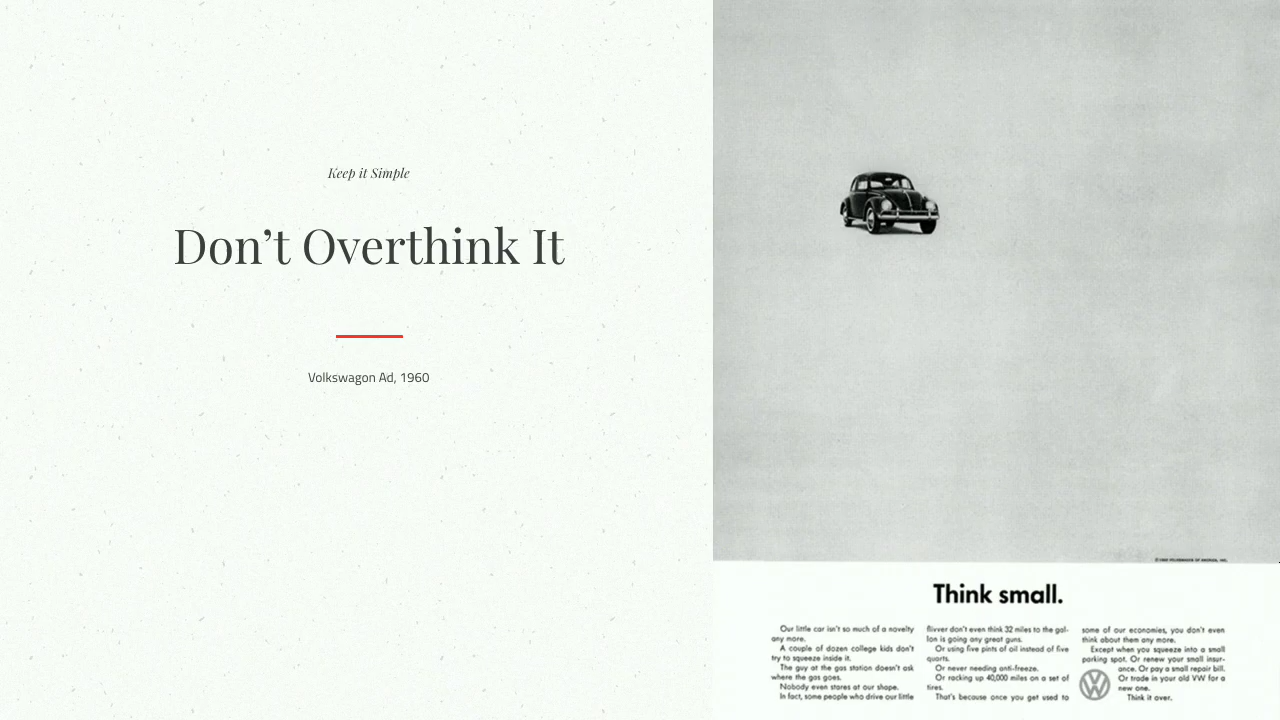 Keep it Simple
Don’t Overthink It
Volkswagon Ad, 1960
Think small.
Our little car isn't so much of a novelty
any more.
A couple of dozen college kids don't
try to squeeze inside it.
The guy at the gas station doesn't ask
where the gas goes.
Nobody even stares at our shape.
In fact, some people who drive our little
flivver don't even think 32 miles to the gal-
lon is going any great guns.
Or using five pints of oil instead of five
quarts.
Or never needing anti-freeze.
Or racking up 40,000 miles on a set of
tires.
That's because once you get used to
some of our economies, you don't even
think about them any more.
Except when you squeeze into a small
parking spot. Or renew your small insur-
ance. Or pay a small repair bill.
Or trade in your old VW for a
new one.
Think it over.